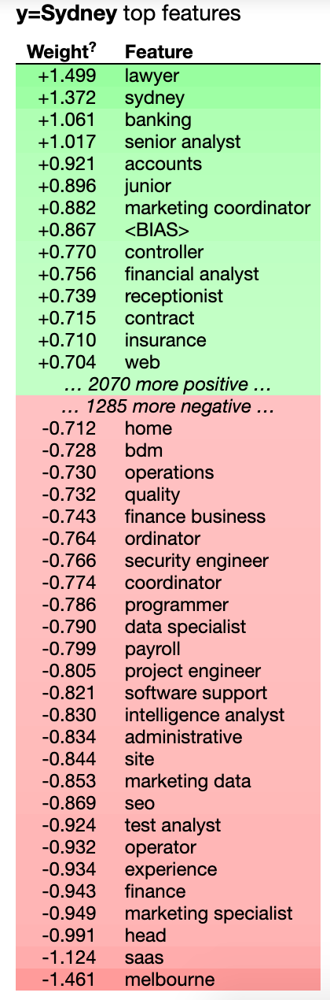 y=Sydney top features
Weight? Feature
+1.499 lawyer
+1.372 sydney
+1.061 banking
+1.017 senior analyst
+0.921 accounts
+0.896 junior
+0.882 marketing coordinator
+0.867 <BIAS>
+0.770 controller
+0.756 financial analyst
+0.739 receptionist
+0.715 contract
+0.710 insurance
+0.704 web
… 2070 more positive …
… 1285 more negative …
-0.712 home
-0.728 bdm
-0.730 operations
-0.732 quality
-0.743 finance business
-0.764 ordinator
-0.766 security engineer
-0.774 coordinator
-0.786 programmer
-0.790 data specialist
-0.799 payroll
-0.805 project engineer
-0.821 software support
-0.830 intelligence analyst
-0.834 administrative
-0.844 site
-0.853 marketing data
-0.869 seo
-0.924 test analyst
-0.932 operator
-0.934 experience
-0.943 finance
-0.949 marketing specialist
-0.991 head
-1.124 saas
-1.461 melbourne